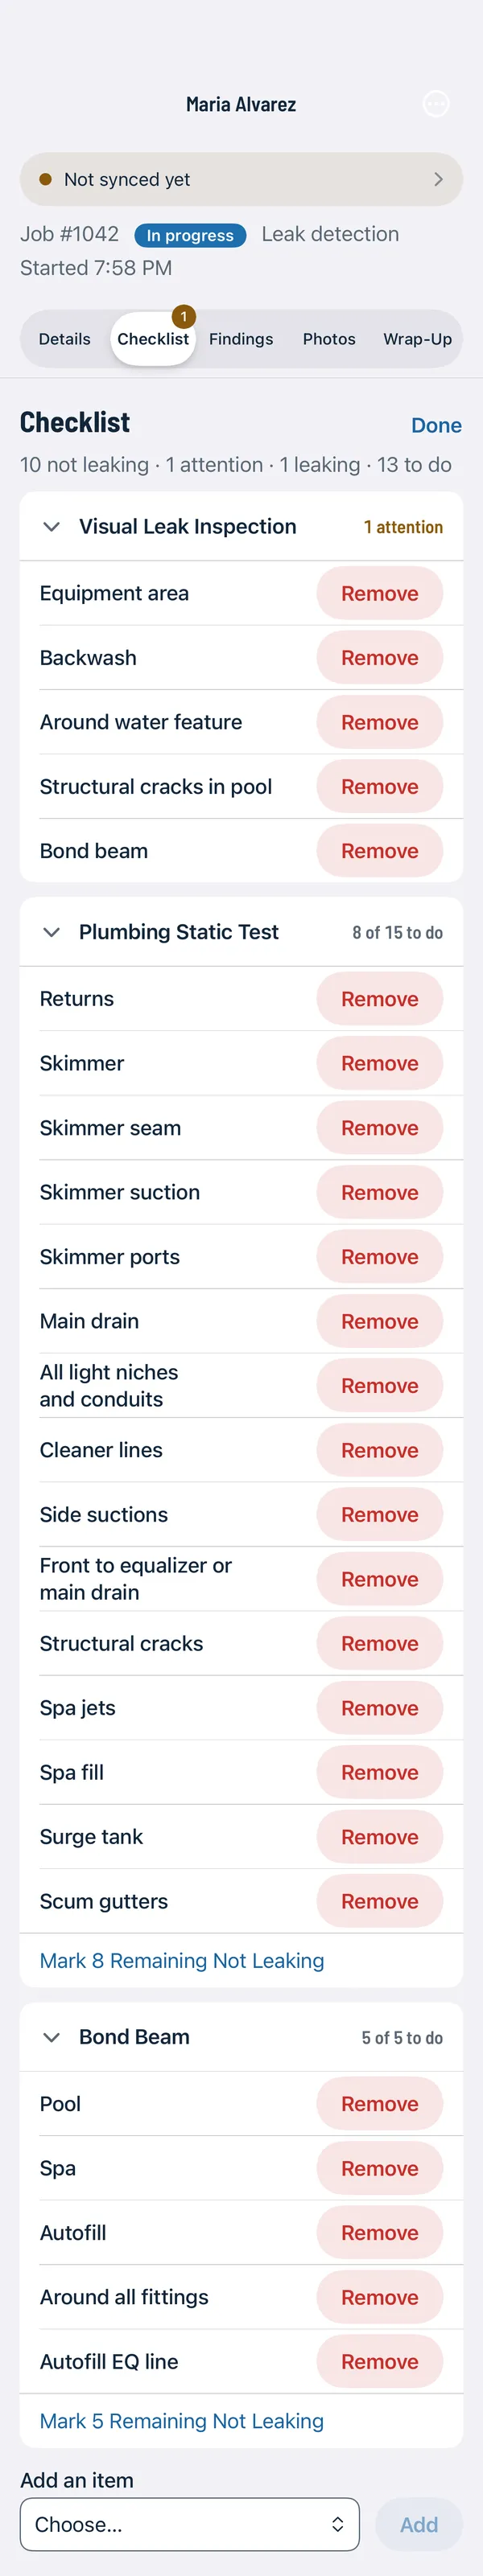 Maria Alvarez
Not synced yet
Job #1042 In progress Leak detection
Started 7:58 PM
1
Details Checklist Findings Photos Wrap-Up
Checklist Done
10 not leaking · 1 attention · 1 leaking · 13 to do
Visual Leak Inspection 1 attention
Equipment area Remove
Backwash Remove
Around water feature Remove
Structural cracks in pool Remove
Bond beam Remove
Plumbing Static Test 8 of 15 to do
Returns Remove
Skimmer Remove
Skimmer seam Remove
Skimmer suction Remove
Skimmer ports Remove
Main drain Remove
All light niches
and conduits Remove
Cleaner lines Remove
Side suctions Remove
Front to equalizer or
main drain Remove
Structural cracks Remove
Spa jets Remove
Spa fill Remove
Surge tank Remove
Scum gutters Remove
Mark 8 Remaining Not Leaking
Bond Beam 5 of 5 to do
Pool Remove
Spa Remove
Autofill Remove
Around all fittings Remove
Autofill EQ line Remove
Mark 5 Remaining Not Leaking
Add an item
Choose... Add